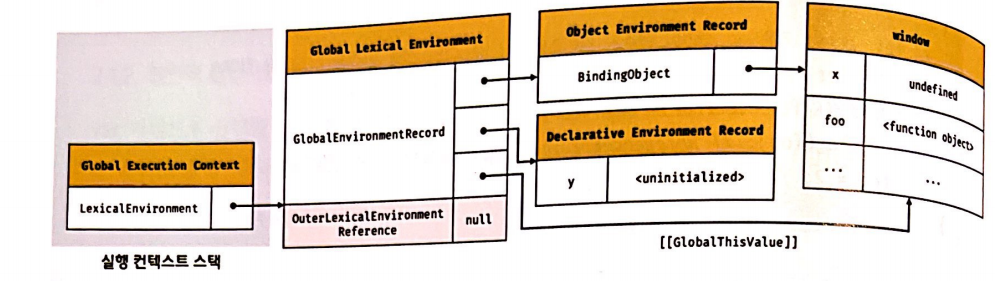 Global Execution Context
LexicalEnvironment
실행 컨텍스트 스택
Global Lexical Environment
GlobalEnvironmentRecord
OuterLexicalEnvironment
Reference
null
Object Environment Record
BindingObject
Declarative Environment Record
y
<uninitialized>
window
x
undefined
foo
<function object>
...
...
[[GlobalThisValue]]